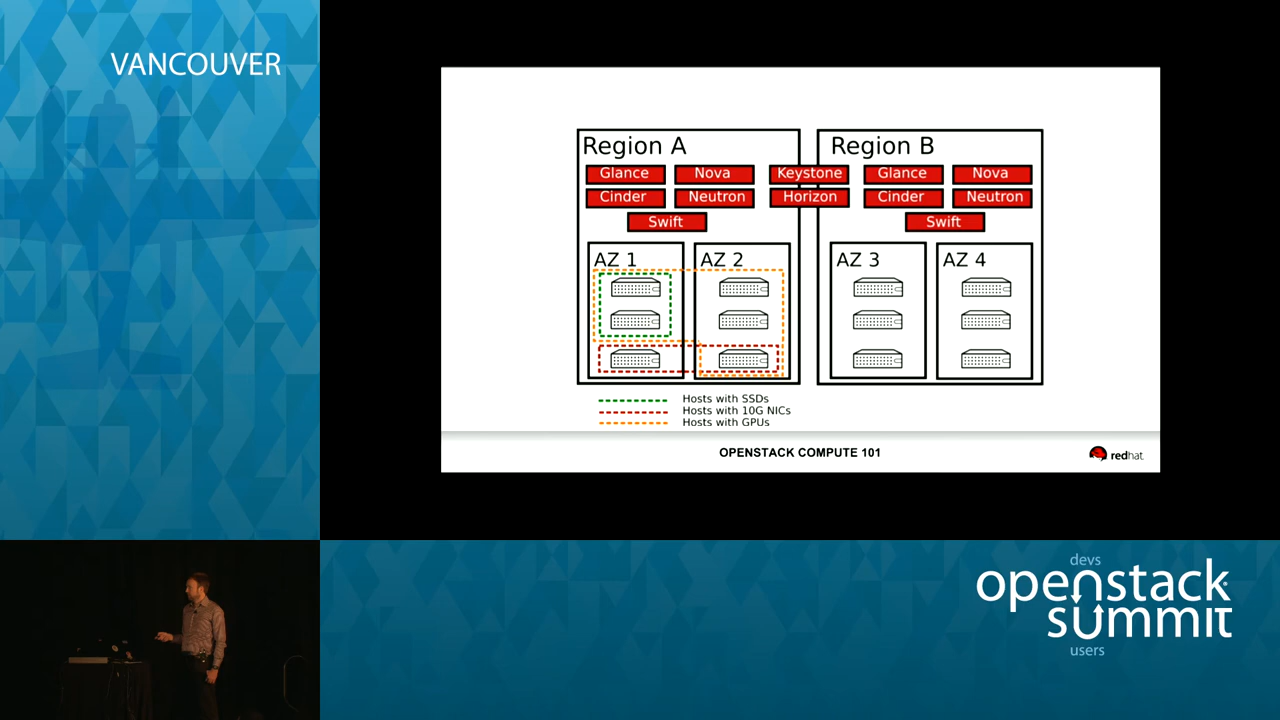 VANCOUVER
Region A
Region B
Glance Nova Keystone Glance Nova
Cinder Neutron Horizon Cinder Neutron
Swift
Swift
AZ 1
AZ 2
AZ 3
AZ 4
Hosts with SSDs
Hosts with 10G NICs
Hosts with GPUs
OPENSTACK COMPUTE 101
redhat
devs
openstack
summit
users